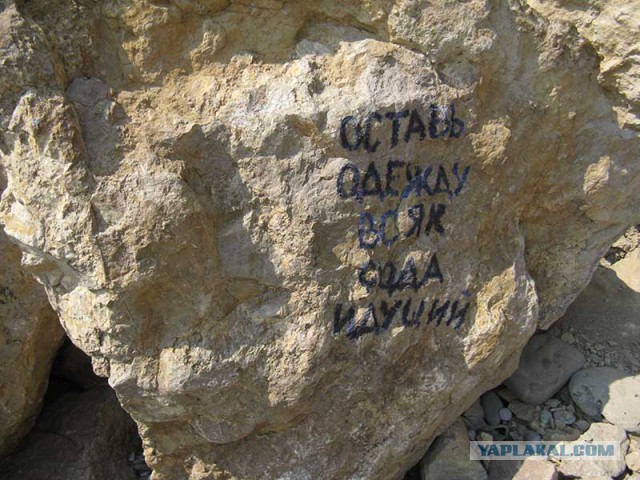 ОСТАВЬ
ОДЕЖДУ
ВСЯК
СЮДА
ИДУЩИЙ
YAPLAKAL.COM